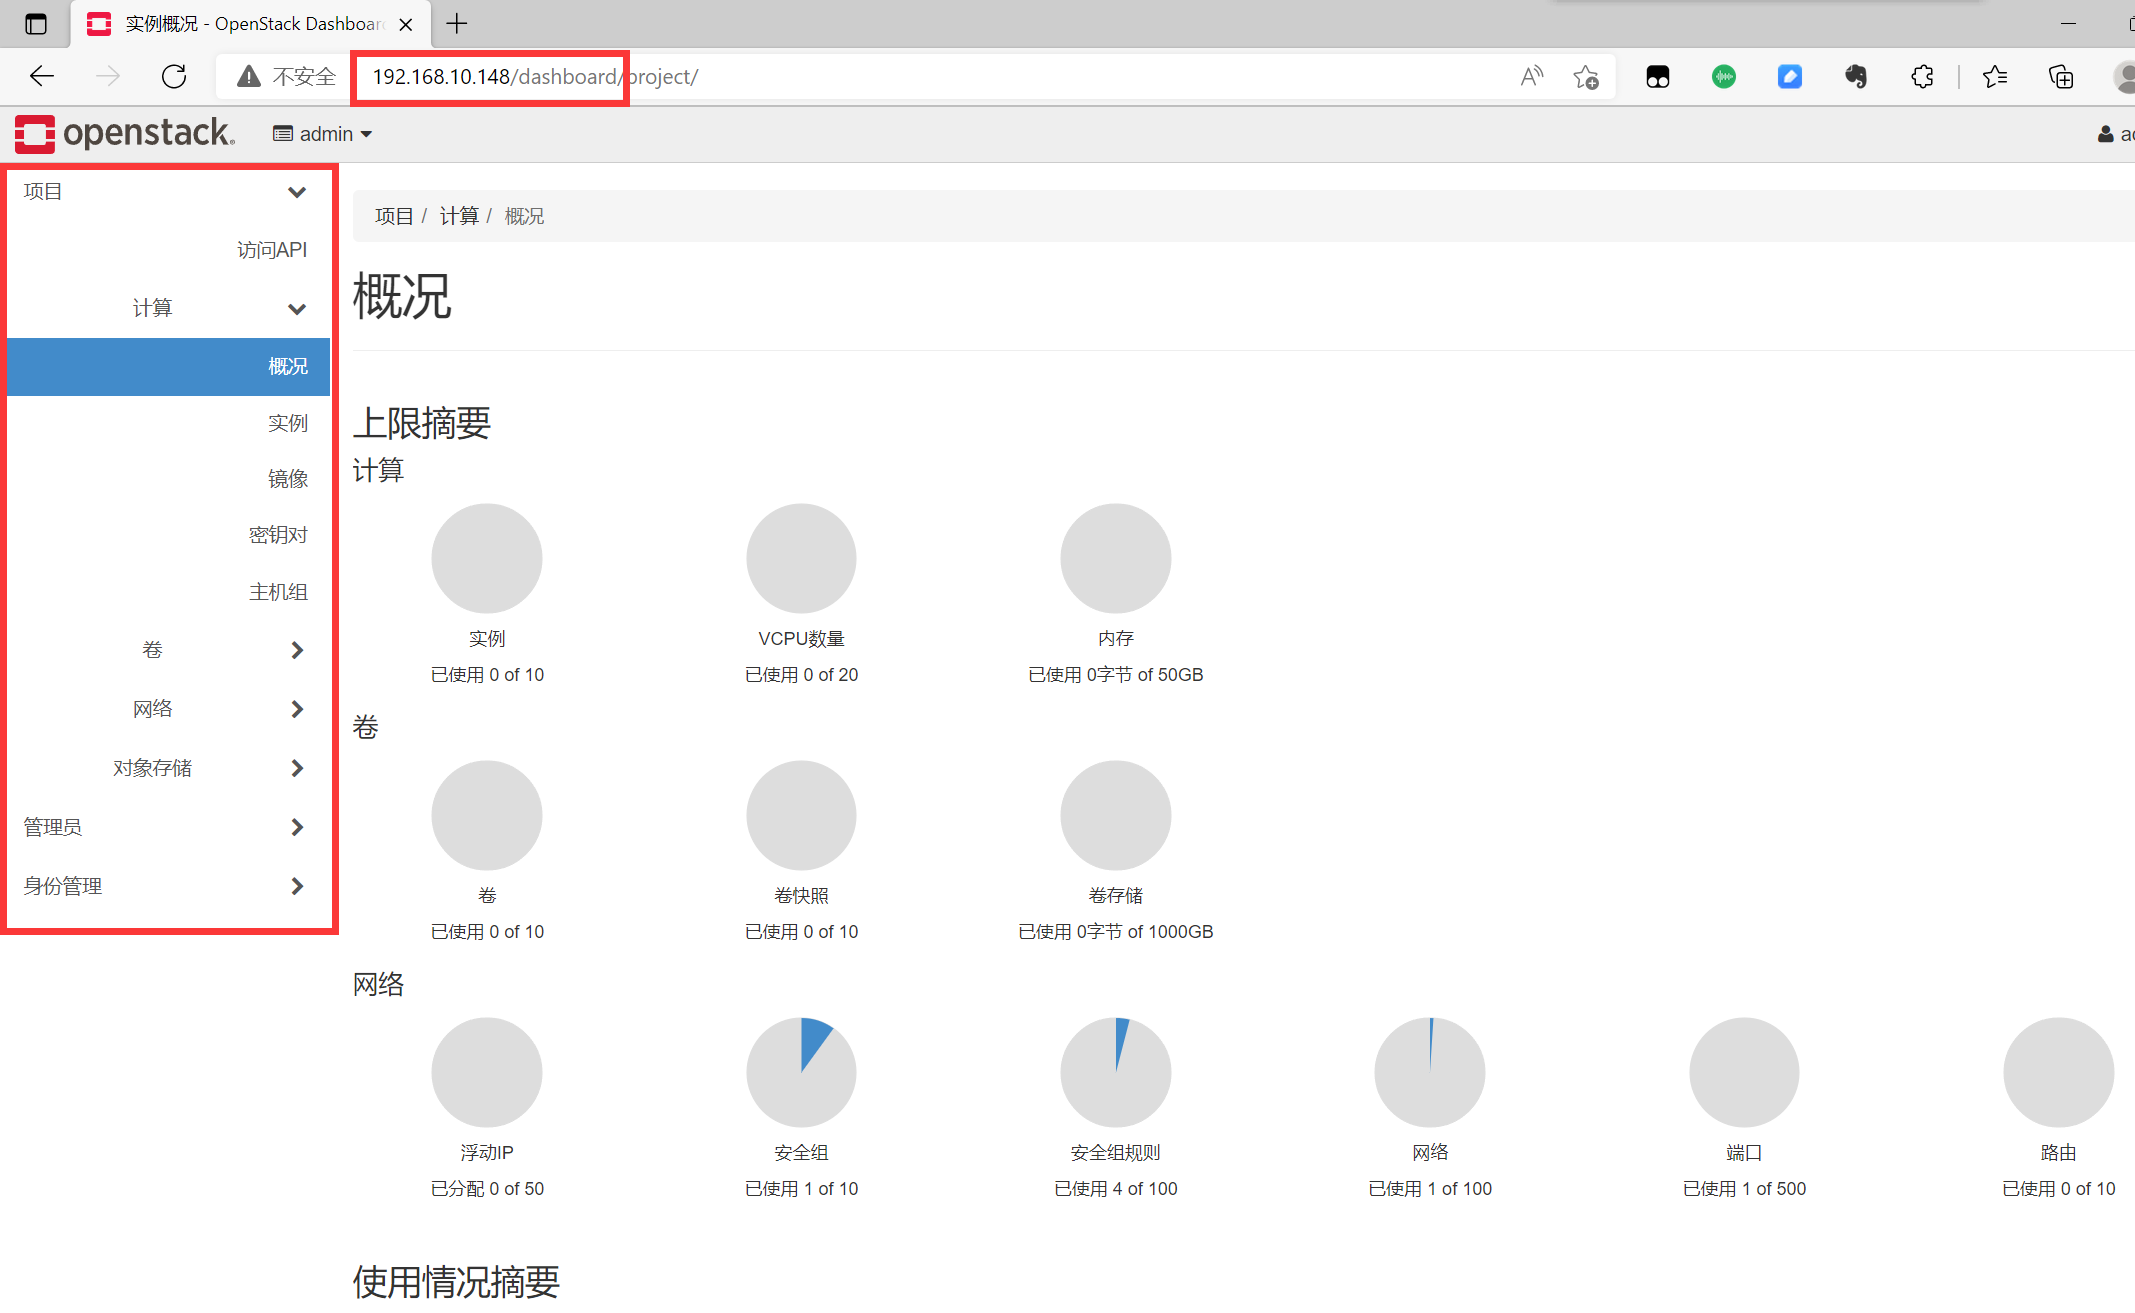 实例概况 - OpenStack Dashboar
不安全
192.168.10.148/dashboard/project/
openstack.
admin
项目
访问API
计算
概况
实例
镜像
密钥对
主机组
卷
网络
对象存储
管理员
身份管理
项目 / 计算 / 概况
概况
上限摘要
计算
实例
已使用 0 of 10
VCPU数量
已使用 0 of 20
内存
已使用 0字节 of 50GB
卷
卷
已使用 0 of 10
卷快照
已使用 0 of 10
卷存储
已使用 0字节 of 1000GB
网络
浮动IP
已分配 0 of 50
安全组
已使用 1 of 10
安全组规则
已使用 4 of 100
网络
已使用 1 of 100
端口
已使用 1 of 500
路由
已使用 0 of 10
使用情况摘要